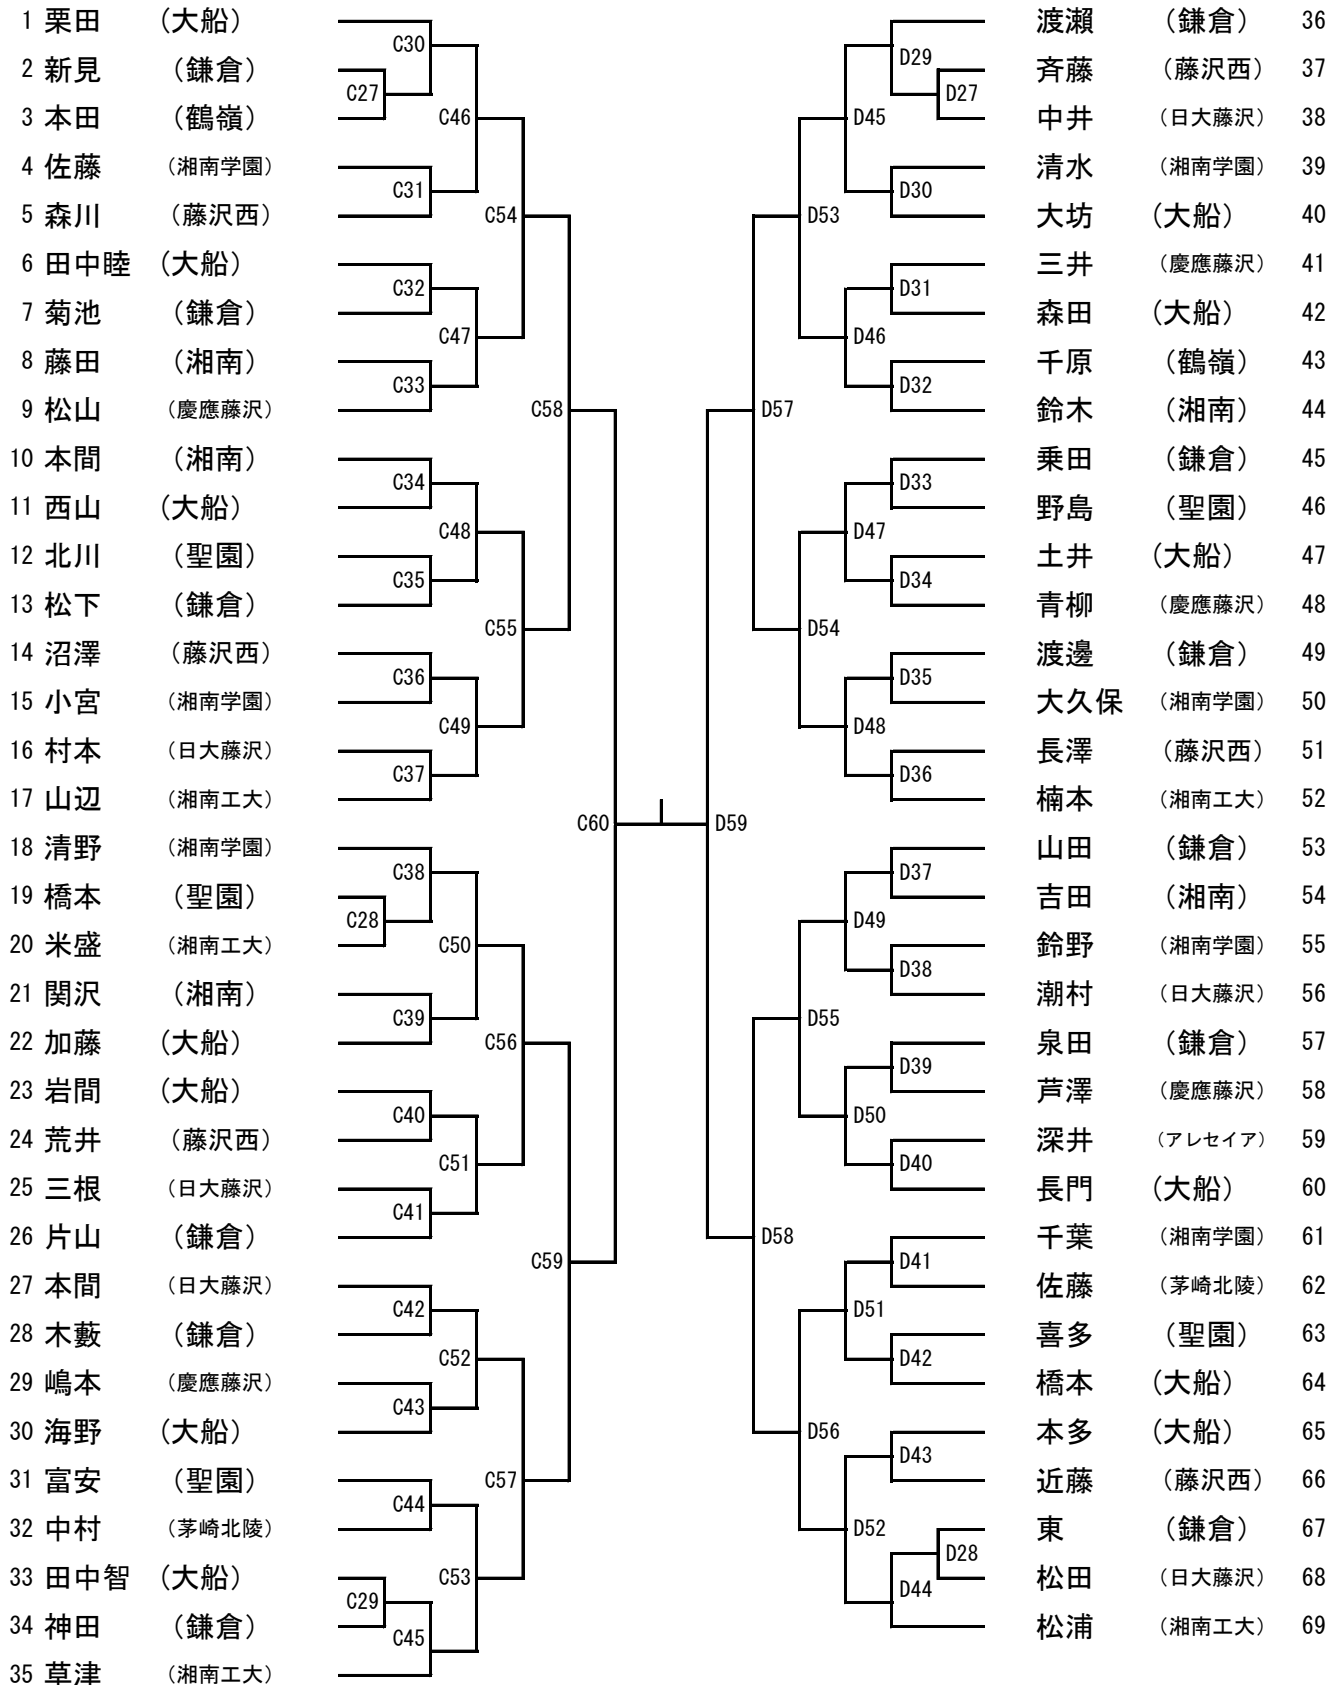 1 栗田 （大船）
2 新見 （鎌倉）
3 本田 （鶴嶺）
4 佐藤 （湘南学園）
5 森川 （藤沢西）
6 田中睦 （大船）
7 菊池 （鎌倉）
8 藤田 （湘南）
9 松山 （慶應藤沢）
10 本間 （湘南）
11 西山 （大船）
12 北川 （聖園）
13 松下 （鎌倉）
14 沼澤 （藤沢西）
15 小宮 （湘南学園）
16 村本 （日大藤沢）
17 山辺 （湘南工大）
18 清野 （湘南学園）
19 橋本 （聖園）
20 米盛 （湘南工大）
21 関沢 （湘南）
22 加藤 （大船）
23 岩間 （大船）
24 荒井 （藤沢西）
25 三根 （日大藤沢）
26 片山 （鎌倉）
27 本間 （日大藤沢）
28 木藪 （鎌倉）
29 嶋本 （慶應藤沢）
30 海野 （大船）
31 富安 （聖園）
32 中村 （茅崎北陵）
33 田中智 （大船）
34 神田 （鎌倉）
35 草津 （湘南工大）
C27
C28
C29
C30
C31
C32
C33
C34
C35
C36
C37
C38
C39
C40
C41
C42
C43
C44
C45
C46
C47
C48
C49
C50
C51
C52
C53
C54
C55
C56
C57
C58
C59
C60
D59
D57
D58
D53
D54
D55
D56
D45
D46
D47
D48
D49
D50
D51
D52
D29
D30
D31
D32
D33
D34
D35
D36
D37
D38
D39
D40
D41
D42
D43
D44
D27
D28
渡瀬 （鎌倉） 36
斉藤 （藤沢西） 37
中井 （日大藤沢） 38
清水 （湘南学園） 39
大坊 （大船） 40
三井 （慶應藤沢） 41
森田 （大船） 42
千原 （鶴嶺） 43
鈴木 （湘南） 44
乗田 （鎌倉） 45
野島 （聖園） 46
土井 （大船） 47
青柳 （慶應藤沢） 48
渡邊 （鎌倉） 49
大久保 （湘南学園） 50
長澤 （藤沢西） 51
楠本 （湘南工大） 52
山田 （鎌倉） 53
吉田 （湘南） 54
鈴野 （湘南学園） 55
潮村 （日大藤沢） 56
泉田 （鎌倉） 57
芦澤 （慶應藤沢） 58
深井 （アレセイア） 59
長門 （大船） 60
千葉 （湘南学園） 61
佐藤 （茅崎北陵） 62
喜多 （聖園） 63
橋本 （大船） 64
本多 （大船） 65
近藤 （藤沢西） 66
東 （鎌倉） 67
松田 （日大藤沢） 68
松浦 （湘南工大） 69